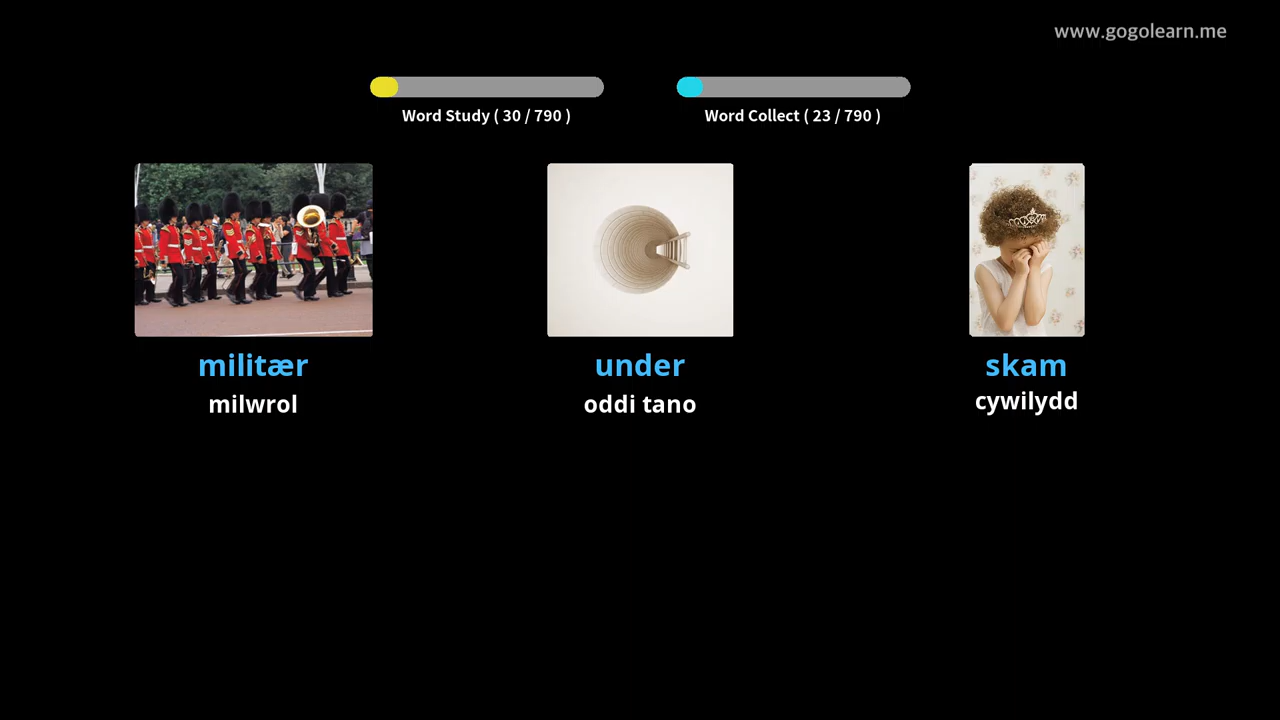 www.gogolearn.me
Word Study ( 30 / 790 )
Word Collect ( 23 / 790 )
militær
under
skam
milwrol
oddi tano
cywilydd